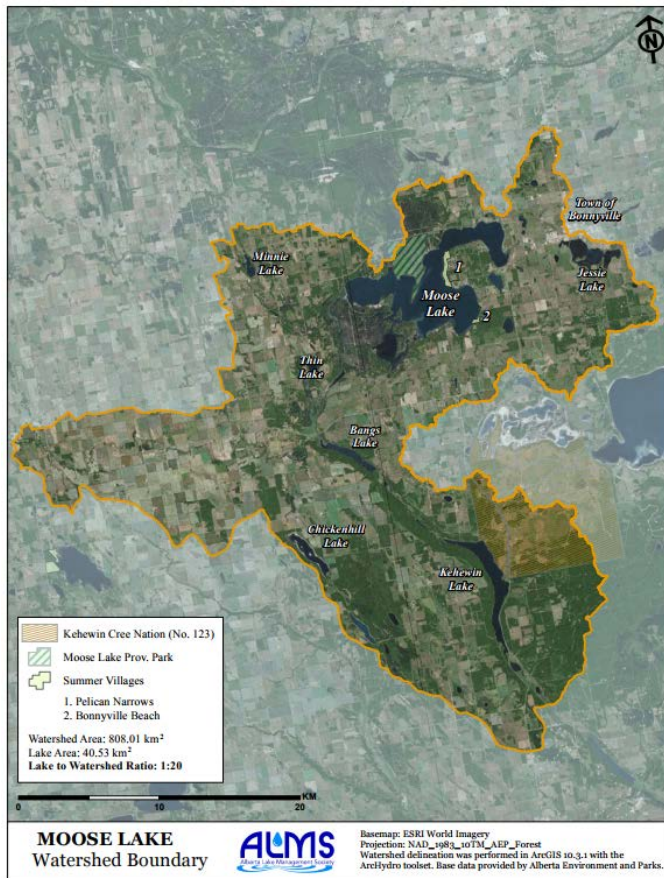 N
Town of
Bonnyville
Minnie
Lake
1
Jessie
Lake
Moose
Lake
2
Thin
Lake
Bangs
Lake
Chickenhill
Lake
Kehewin
Lake
Kehewin Cree Nation (No. 123)
Moose Lake Prov. Park
Summer Villages
1. Pelican Narrows
2. Bonnyville Beach
Watershed Area: 808.01 km²
Lake Area: 40.53 km²
Lake to Watershed Ratio: 1:20
KM
0 10 20
MOOSE LAKE
Watershed Boundary
ALMS
Alberta Lake Management Society
Basemap: ESRI World Imagery
Projection: NAD_1983_10TM_AEP_Forest
Watershed delineation was performed in ArcGIS 10.3.1 with the
ArcHydro toolset. Base data provided by Alberta Environment and Parks.